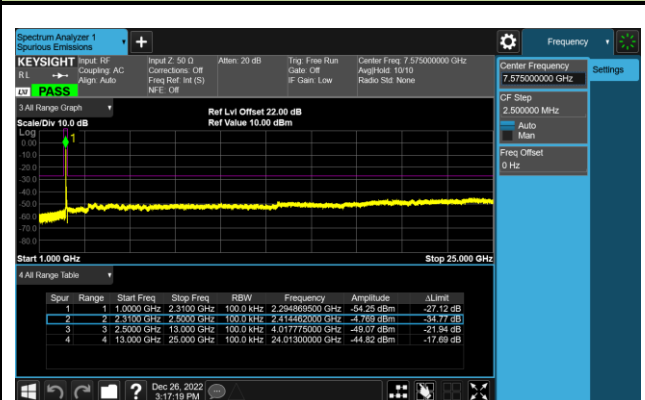 Spectrum Analyzer 1
Spurious Emissions
+
Frequency
KEYSIGHT
RL
LXI PASS
Input: RF
Coupling: AC
Align: Auto
Input Z: 50 Ω
Corrections: Off
Freq Ref: Int (S)
NFE: Off
Atten: 20 dB
Trig: Free Run
Gate: Off
IF Gain: Low
Center Freq: 7.575000000 GHz
Avg|Hold: 10/10
Radio Std: None
3 All Range Graph
Ref Lvl Offset 22.00 dB
Scale/Div 10.0 dB
Ref Value 10.00 dBm
Log
1
0.00
-10.0
-20.0
-30.0
-40.0
-50.0
-60.0
-70.0
-80.0
Start 1.000 GHz
Stop 25.000 GHz
4 All Range Table
Spur Range Start Freq Stop Freq RBW Frequency Amplitude ΔLimit
1 1 1.0000 GHz 2.3100 GHz 100.0 kHz 2.294869500 GHz -54.25 dBm -27.12 dB
2 2 2.3100 GHz 2.5000 GHz 100.0 kHz 2.414462000 GHz -4.769 dBm -34.77 dB
3 3 2.5000 GHz 13.000 GHz 100.0 kHz 4.017775000 GHz -49.07 dBm -21.94 dB
4 4 13.000 GHz 25.000 GHz 100.0 kHz 24.01300000 GHz -44.82 dBm -17.69 dB
Center Frequency
7.575000000 GHz
Settings
CF Step
2.500000 MHz
Auto
Man
Freq Offset
0 Hz
?
Dec 26, 2022
3:17:19 PM